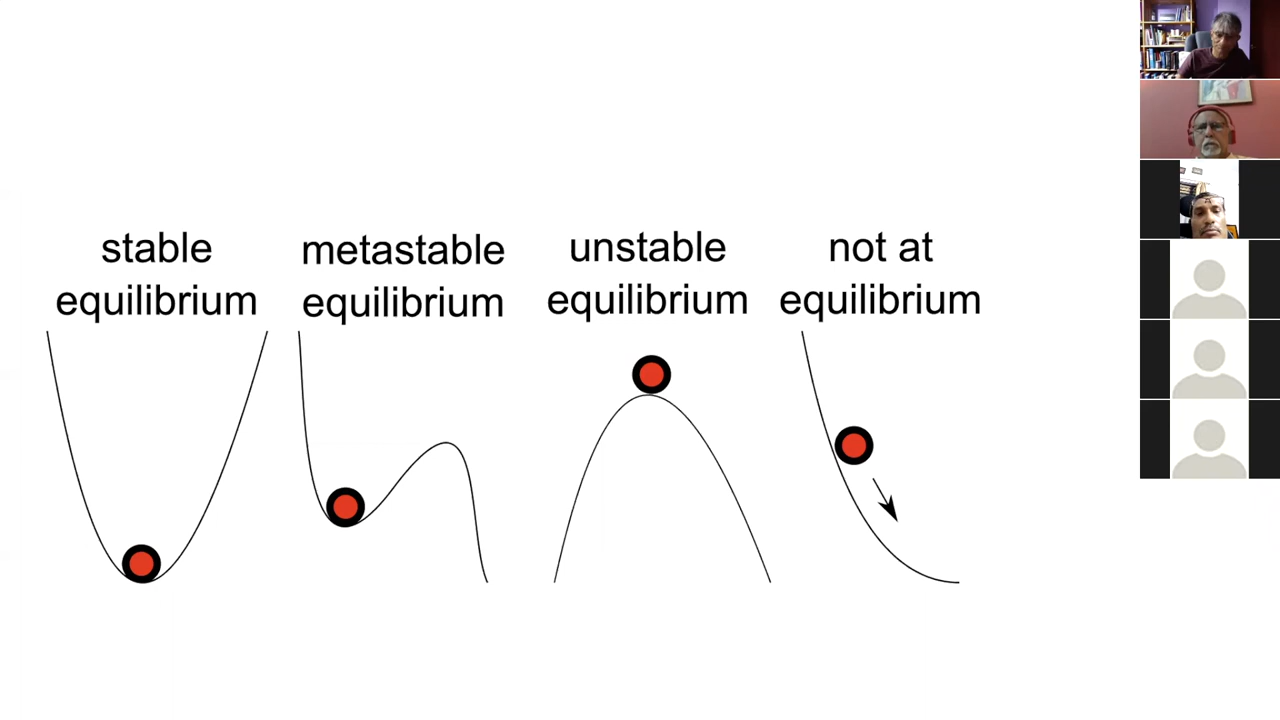 stable
equilibrium
metastable
equilibrium
unstable
equilibrium
not at
equilibrium